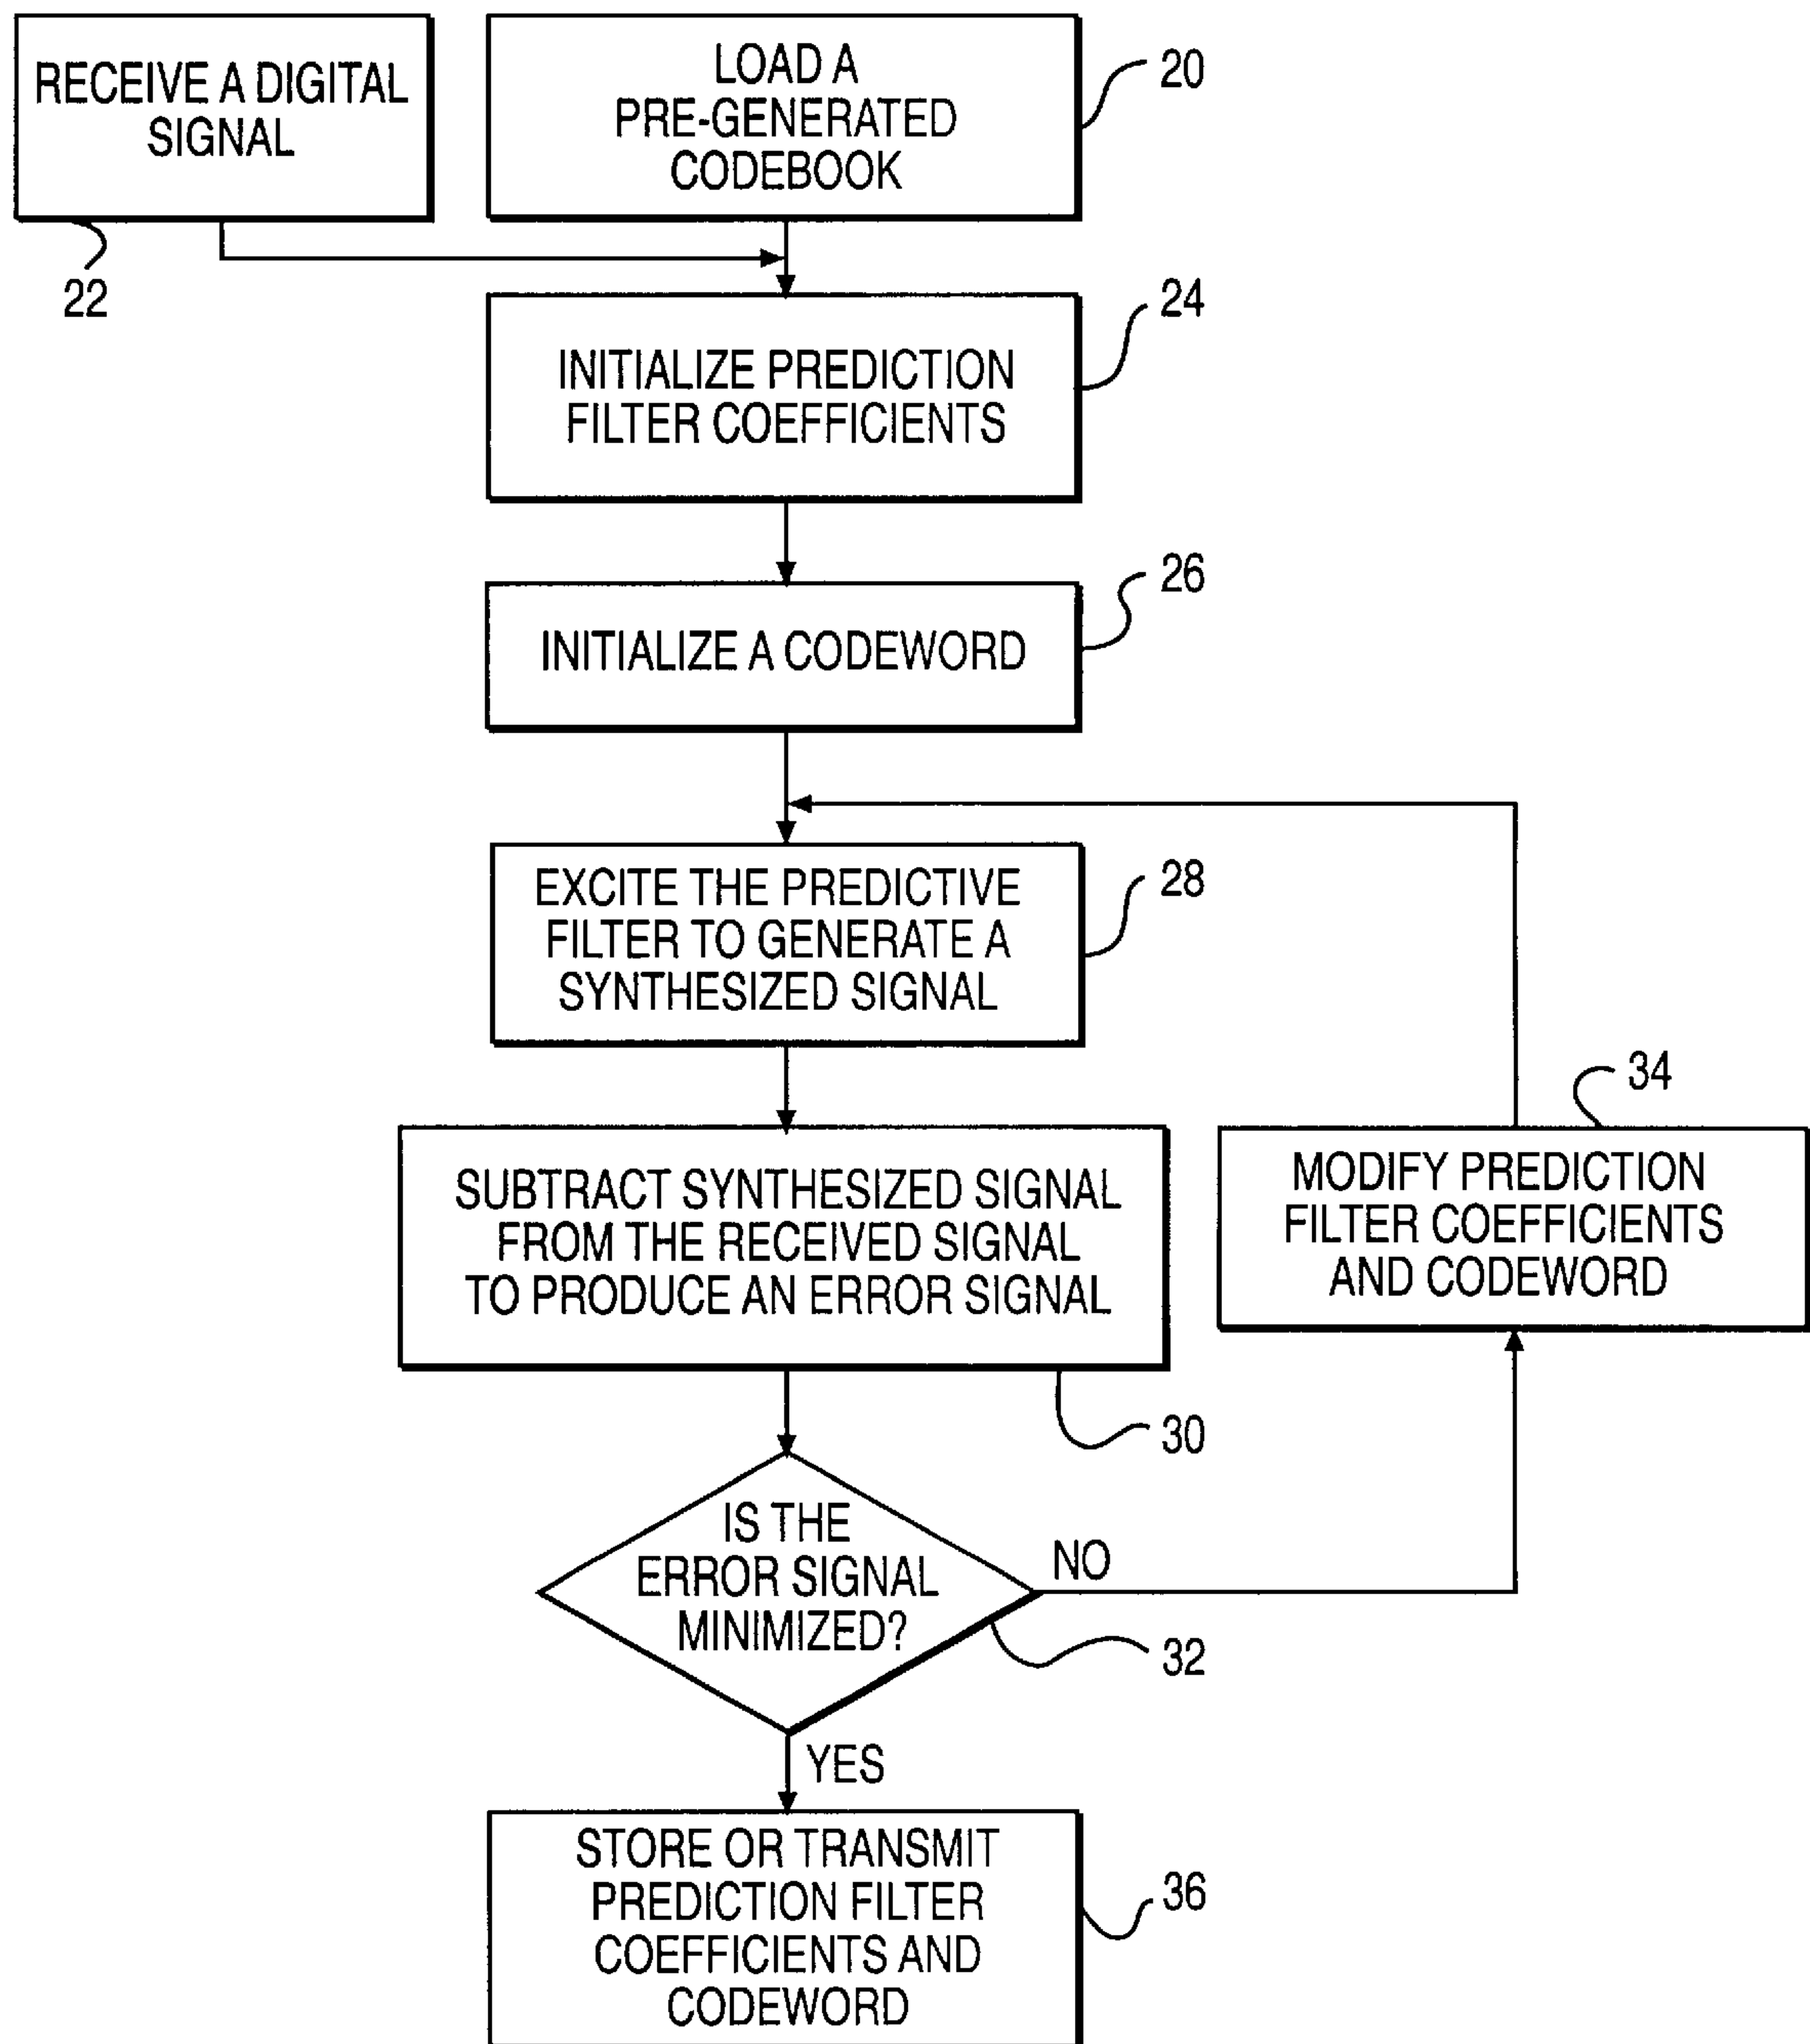 RECEIVE A DIGITAL
SIGNAL
22
LOAD A
PRE-GENERATED
CODEBOOK
20
INITIALIZE PREDICTION
FILTER COEFFICIENTS
24
INITIALIZE A CODEWORD
26
EXCITE THE PREDICTIVE
FILTER TO GENERATE A
SYNTHESIZED SIGNAL
28
SUBTRACT SYNTHESIZED SIGNAL
FROM THE RECEIVED SIGNAL
TO PRODUCE AN ERROR SIGNAL
30
34
MODIFY PREDICTION
FILTER COEFFICIENTS
AND CODEWORD
IS THE
ERROR SIGNAL
MINIMIZED?
NO
32
YES
STORE OR TRANSMIT
PREDICTION FILTER
COEFFICIENTS AND
CODEWORD
36